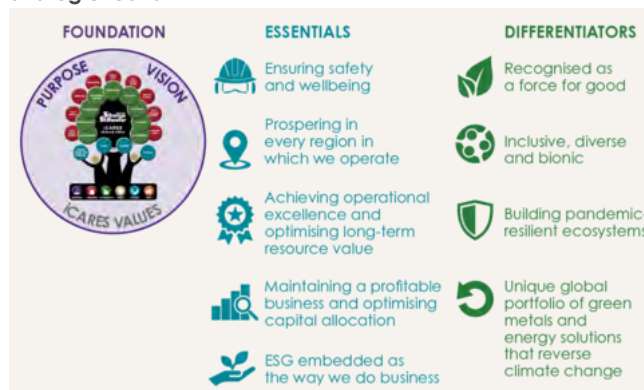 FOUNDATION
PURPOSE
VISION
iCARES
iCARES VALUES
ESSENTIALS
Ensuring safety
and wellbeing
Prospering in
every region in
which we operate
Achieving operational
excellence and
optimising long-term
resource value
Maintaining a profitable
business and optimising
capital allocation
ESG embedded as
the way we do business
DIFFERENTIATORS
Recognised as
a force for good
Inclusive, diverse
and bionic
Building pandemic-
resilient ecosystems
Unique global
portfolio of green
metals and
energy solutions
that reverse
climate change